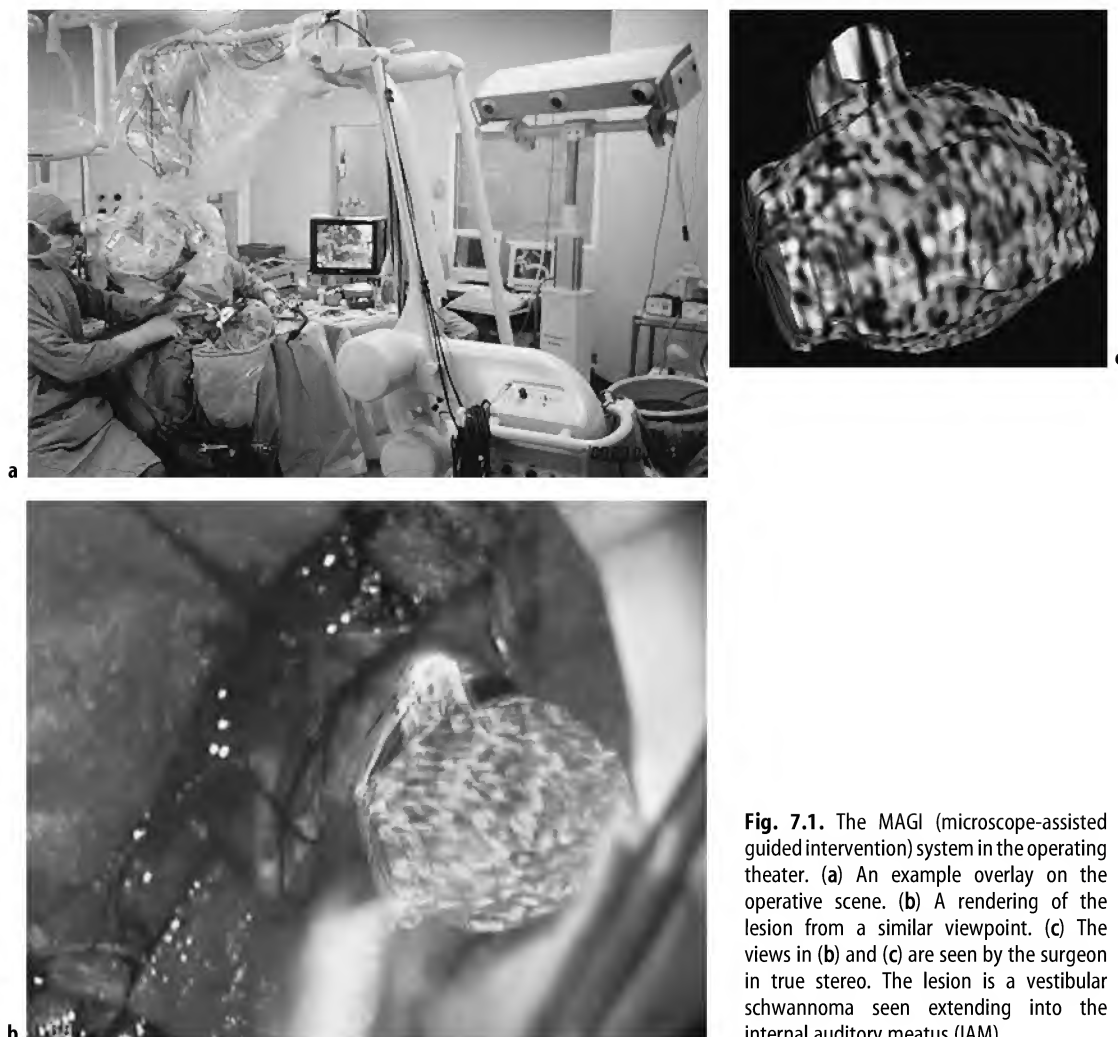 a
b
Fig. 7.1. The MAGI (microscope-assisted
guided intervention) system in the operating
theater. (a) An example overlay on the
operative scene. (b) A rendering of the
lesion from a similar viewpoint. (c) The
views in (b) and (c) are seen by the surgeon
in true stereo. The lesion is a vestibular
schwannoma seen extending into the
internal auditory meatus (IAM)